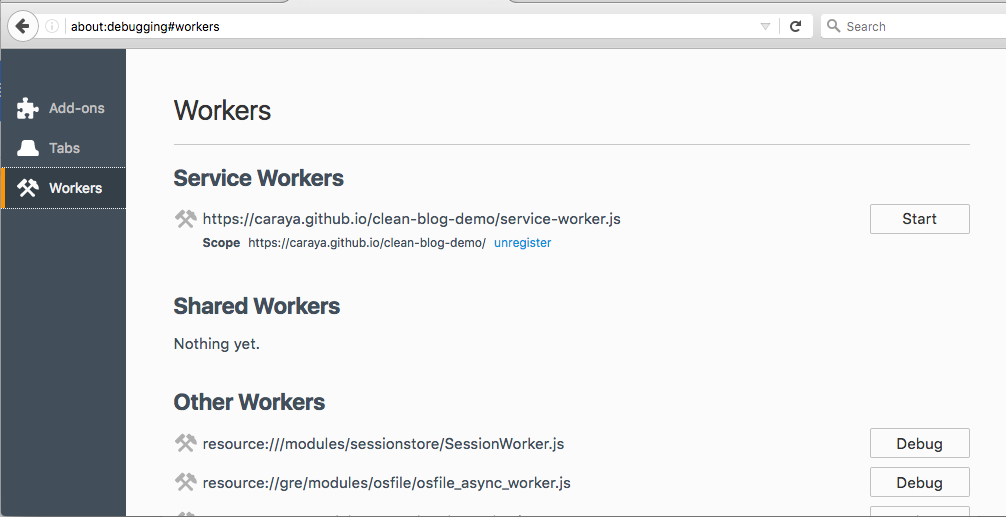 about:debugging#workers
Search
Add-ons
Tabs
Workers
Workers
Service Workers
https://caraya.github.io/clean-blog-demo/service-worker.js
Start
Scope https://caraya.github.io/clean-blog-demo/ unregister
Shared Workers
Nothing yet.
Other Workers
resource:///modules/sessionstore/SessionWorker.js
Debug
resource://gre/modules/osfile/osfile_async_worker.js
Debug